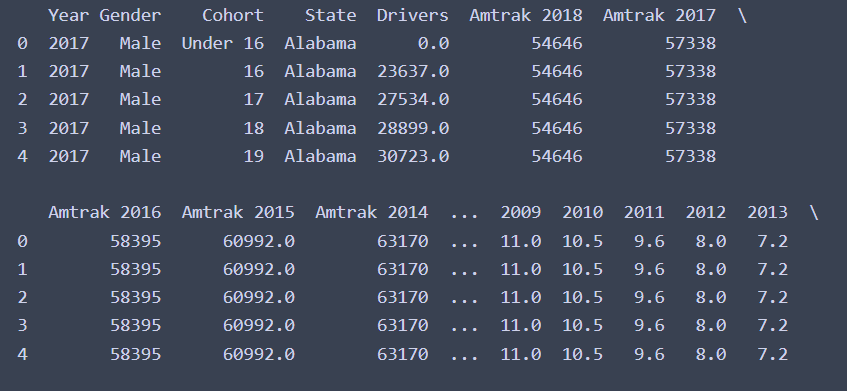 Year Gender Cohort State Drivers Amtrak 2018 Amtrak 2017 \
0 2017 Male Under 16 Alabama 0.0 54646 57338
1 2017 Male 16 Alabama 23637.0 54646 57338
2 2017 Male 17 Alabama 27534.0 54646 57338
3 2017 Male 18 Alabama 28899.0 54646 57338
4 2017 Male 19 Alabama 30723.0 54646 57338
Amtrak 2016 Amtrak 2015 Amtrak 2014 ... 2009 2010 2011 2012 2013 \
0 58395 60992.0 63170 ... 11.0 10.5 9.6 8.0 7.2
1 58395 60992.0 63170 ... 11.0 10.5 9.6 8.0 7.2
2 58395 60992.0 63170 ... 11.0 10.5 9.6 8.0 7.2
3 58395 60992.0 63170 ... 11.0 10.5 9.6 8.0 7.2
4 58395 60992.0 63170 ... 11.0 10.5 9.6 8.0 7.2